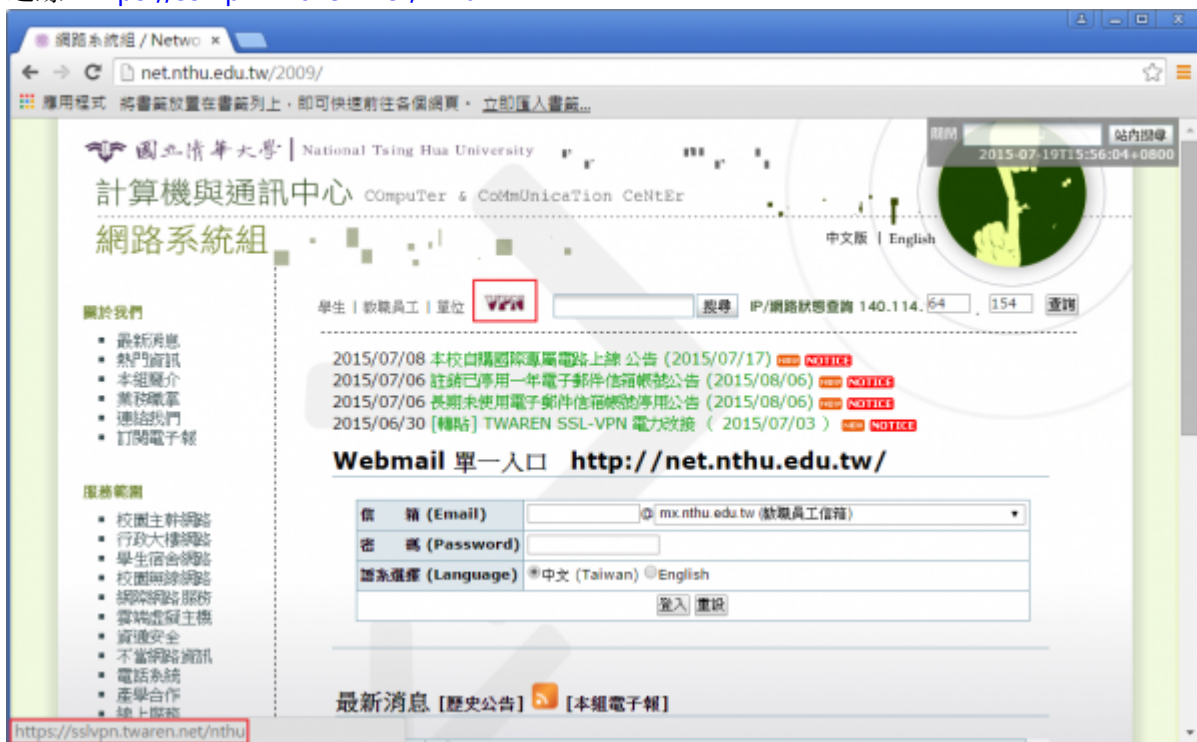 網路系統組 / Netwo
net.nthu.edu.tw/2009/
應用程式 將書籤放置在書籤列上，即可快速前往各個網頁。 立即匯入書籤...
國立清華大學 | National Tsing Hua University
關閉 站內搜尋
2015-07-19T15:56:04+0800
計算機與通訊中心 COmpuTer & CoMmUnicaTion CeNtEr
網路系統組
中文版 | English
學生 | 教職員工 | 單位 VPN 搜尋 IP/網路狀態查詢 140.114. 64 . 154 查詢
關於我們
最新消息
熱門資訊
本組簡介
業務職掌
連絡我們
訂閱電子報
2015/07/08 本校自購國際專屬電路上線 公告 (2015/07/17) NEW NOTICE
2015/07/06 註銷已停用一年電子郵件信箱帳號公告 (2015/08/06) NEW NOTICE
2015/07/06 長期未使用電子郵件信箱帳號停用公告 (2015/08/06) NEW NOTICE
2015/06/30 [轉貼] TWAREN SSL-VPN 電力改接 ( 2015/07/03 ) NEW NOTICE
Webmail 單一入口 http://net.nthu.edu.tw/
服務範圍
校園主幹網路
行政大樓網路
學生宿舍網路
校園無線網路
網際網路服務
雲端虛擬主機
資通安全
不當網路資訊
電話系統
產學合作
線上服務
信 箱 (Email) @ mx.nthu.edu.tw (教職員工信箱)
密 碼 (Password)
語系選擇 (Language) 中文 (Taiwan) English
登入 重設
最新消息 [歷史公告] [本組電子報]
https://sslvpn.twaren.net/nthu